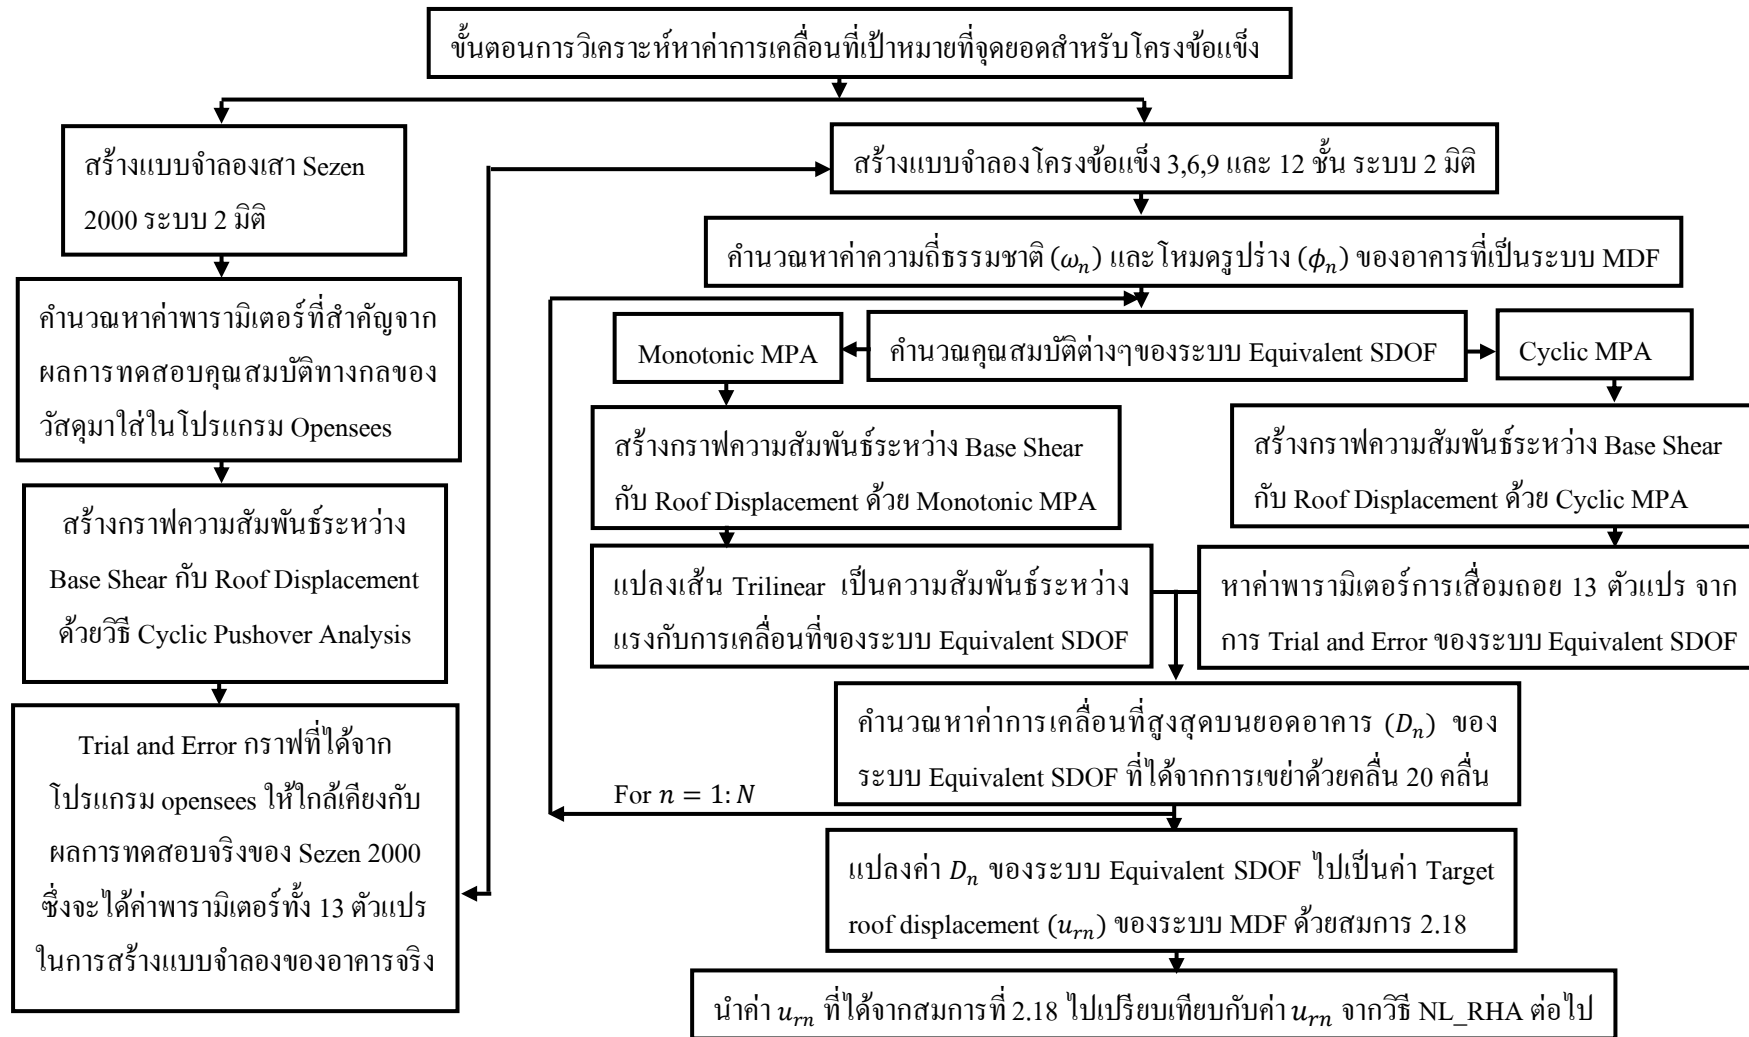 ขั้นตอนการวิเคราะห์หาค่าการเคลื่อนที่เป้าหมายที่จุดยอดสำหรับโครงข้อแข็ง
สร้างแบบจำลองเสา Sezen
2000 ระบบ 2 มิติ
คำนวณหาค่าพารามิเตอร์ที่สำคัญจาก
ผลการทดสอบคุณสมบัติทางกลของ
วัสดุมาใส่ในโปรแกรม Opensees
สร้างกราฟความสัมพันธ์ระหว่าง
Base Shear กับ Roof Displacement
ด้วยวิธี Cyclic Pushover Analysis
Trial and Error กราฟที่ได้จาก
โปรแกรม opensees ให้ใกล้เคียงกับ
ผลการทดสอบจริงของ Sezen 2000
ซึ่งจะได้ค่าพารามิเตอร์ทั้ง 13 ตัวแปร
ในการสร้างแบบจำลองของอาคารจริง
สร้างแบบจำลองโครงข้อแข็ง 3,6,9 และ 12 ชั้น ระบบ 2 มิติ
คำนวณหาค่าความถี่ธรรมชาติ (ωₙ) และโหมดรูปร่าง (ϕₙ) ของอาคารที่เป็นระบบ MDF
คำนวณคุณสมบัติต่างๆของระบบ Equivalent SDOF
Monotonic MPA
สร้างกราฟความสัมพันธ์ระหว่าง Base Shear
กับ Roof Displacement ด้วย Monotonic MPA
แปลงเส้น Trilinear เป็นความสัมพันธ์ระหว่าง
แรงกับการเคลื่อนที่ของระบบ Equivalent SDOF
Cyclic MPA
สร้างกราฟความสัมพันธ์ระหว่าง Base Shear
กับ Roof Displacement ด้วย Cyclic MPA
หาค่าพารามิเตอร์การเสื่อมถอย 13 ตัวแปร จาก
การ Trial and Error ของระบบ Equivalent SDOF
คำนวณหาค่าการเคลื่อนที่สูงสุดบนยอดอาคาร (Dₙ) ของ
ระบบ Equivalent SDOF ที่ได้จากการเขย่าด้วยคลื่น 20 คลื่น
For n = 1: N
แปลงค่า Dₙ ของระบบ Equivalent SDOF ไปเป็นค่า Target
roof displacement (uᵣₙ) ของระบบ MDF ด้วยสมการ 2.18
นำค่า uᵣₙ ที่ได้จากสมการที่ 2.18 ไปเปรียบเทียบกับค่า uᵣₙ จากวิธี NL_RHA ต่อไป